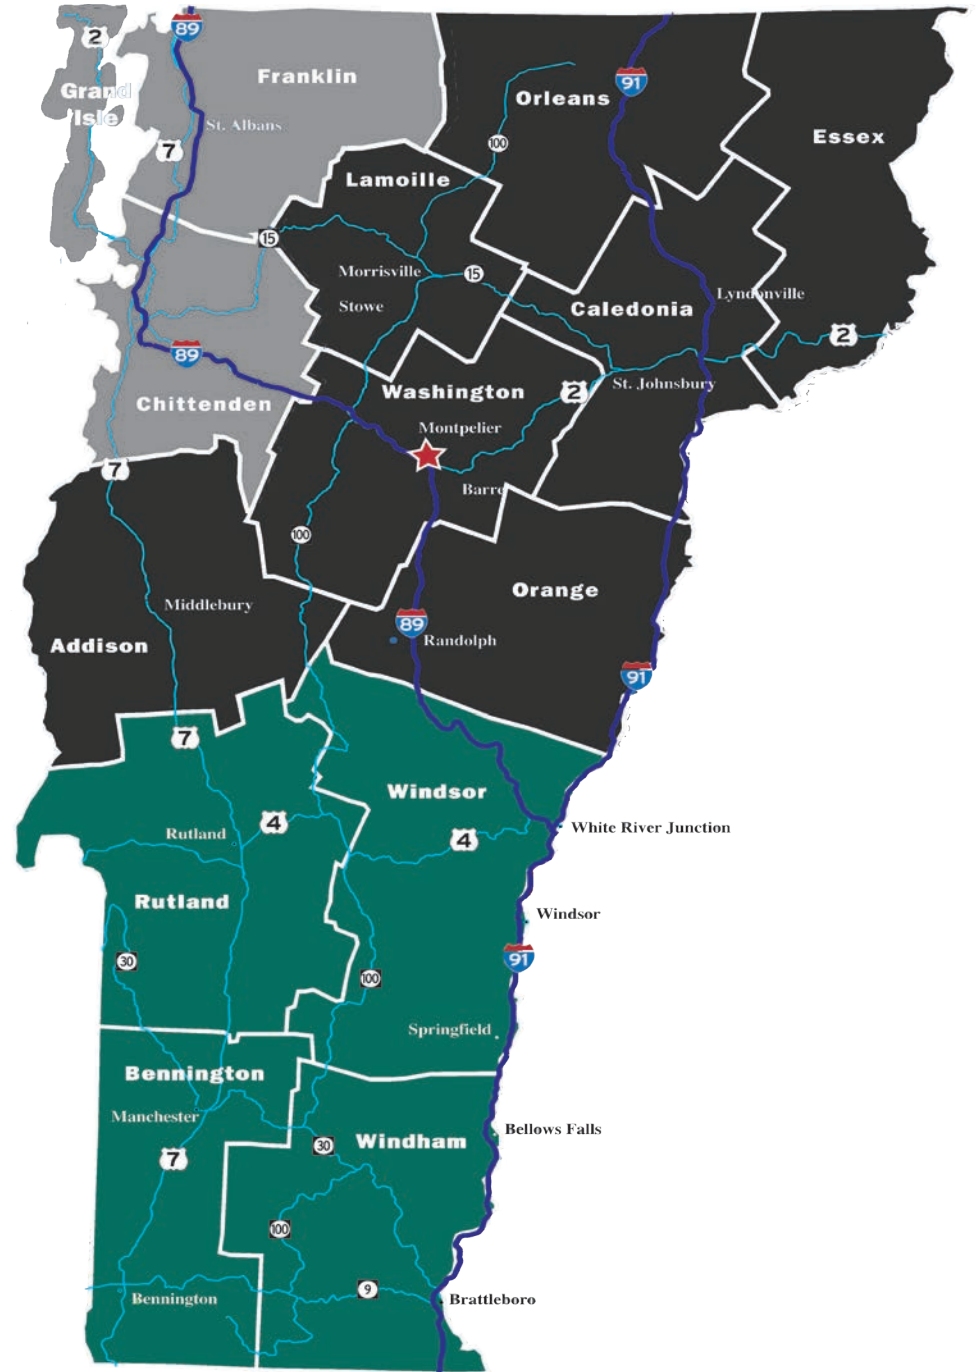 89
2
Franklin
91
Grand
Isle
Orleans
St. Albans
Essex
100
7
Lamoille
15
Morrisville
15
Lyndonville
Stowe
Caledonia
2
89
St. Johnsbury
Washington
2
Chittenden
Montpelier
7
Barre
100
Orange
Middlebury
89
Randolph
Addison
91
7
Windsor
4
White River Junction
Rutland
4
Rutland
Windsor
30
91
100
Springfield
Bennington
Manchester
Bellows Falls
Windham
30
7
100
9
Bennington
Brattleboro